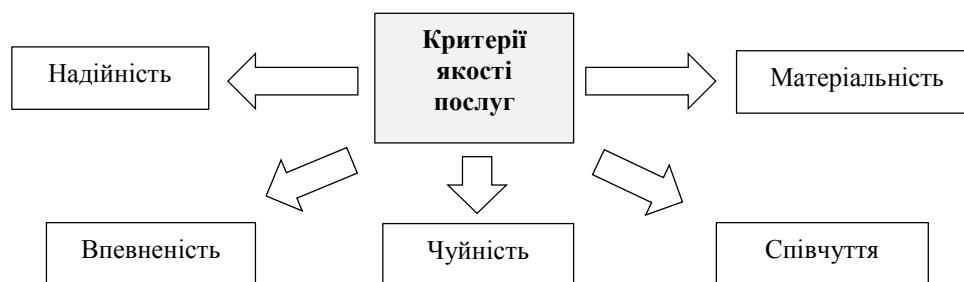 Критерії
якості
послуг
Надійність
Матеріальність
Впевненість
Чуйність
Співчуття